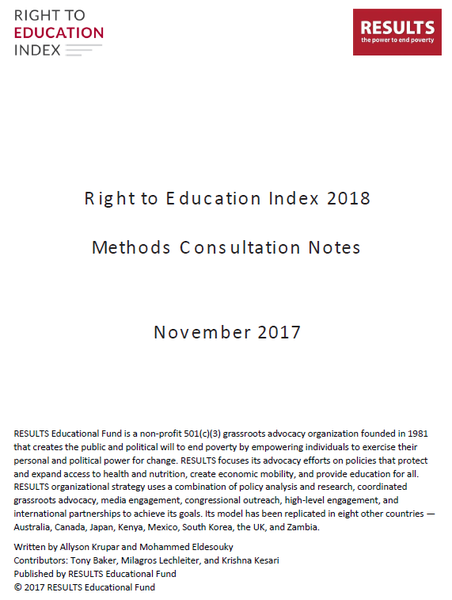 RIGHT TO
EDUCATION
INDEX
RESULTS
the power to end poverty
Right to Education Index 2018
Methods Consultation Notes
November 2017
RESULTS Educational Fund is a non-profit 501(c)(3) grassroots advocacy organization founded in 1981
that creates the public and political will to end poverty by empowering individuals to exercise their
personal and political power for change. RESULTS focuses its advocacy efforts on policies that protect
and expand access to health and nutrition, create economic mobility, and provide education for all.
RESULTS organizational strategy uses a combination of policy analysis and research, coordinated
grassroots advocacy, media engagement, congressional outreach, high-level engagement, and
international partnerships to achieve its goals. Its model has been replicated in eight other countries —
Australia, Canada, Japan, Kenya, Mexico, South Korea, the UK, and Zambia.
Written by Allyson Krupar and Mohammed Eldesouky
Contributors: Tony Baker, Milagros Lechleiter, and Krishna Kesari
Published by RESULTS Educational Fund
© 2017 RESULTS Educational Fund